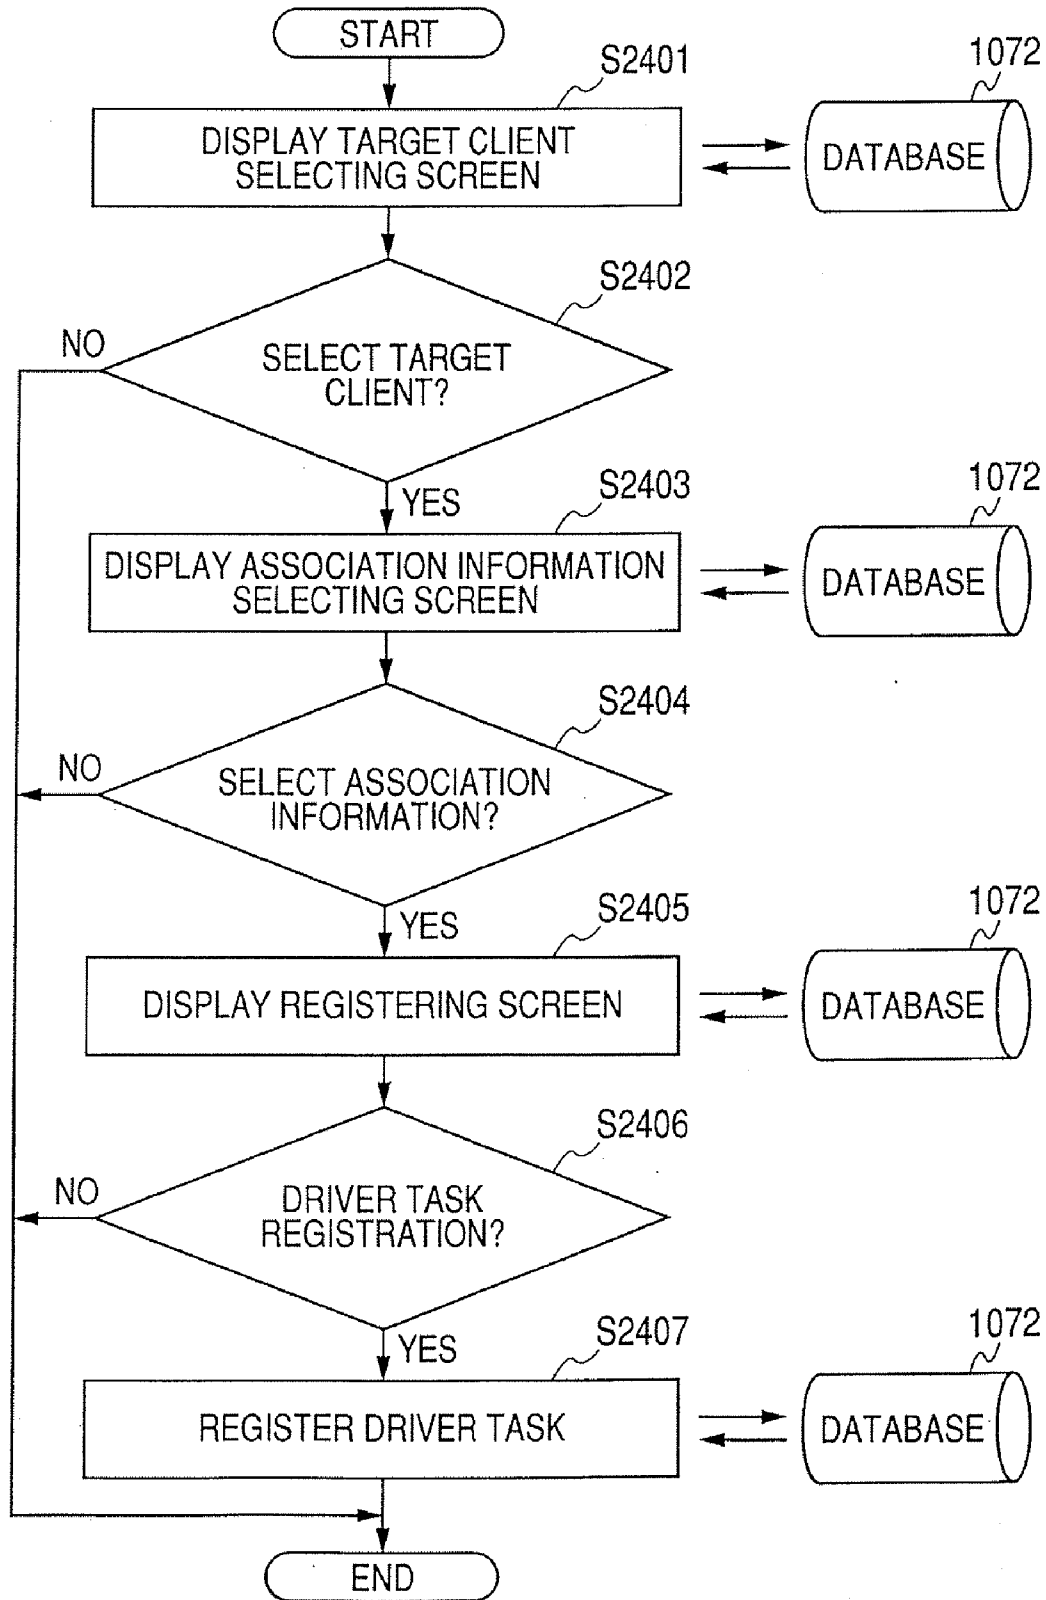 START
S2401
1072
DISPLAY TARGET CLIENT
SELECTING SCREEN
DATABASE
S2402
NO
SELECT TARGET
CLIENT?
YES
S2403
1072
DISPLAY ASSOCIATION INFORMATION
SELECTING SCREEN
DATABASE
S2404
NO
SELECT ASSOCIATION
INFORMATION?
YES
S2405
1072
DISPLAY REGISTERING SCREEN
DATABASE
S2406
NO
DRIVER TASK
REGISTRATION?
YES
S2407
1072
REGISTER DRIVER TASK
DATABASE
END